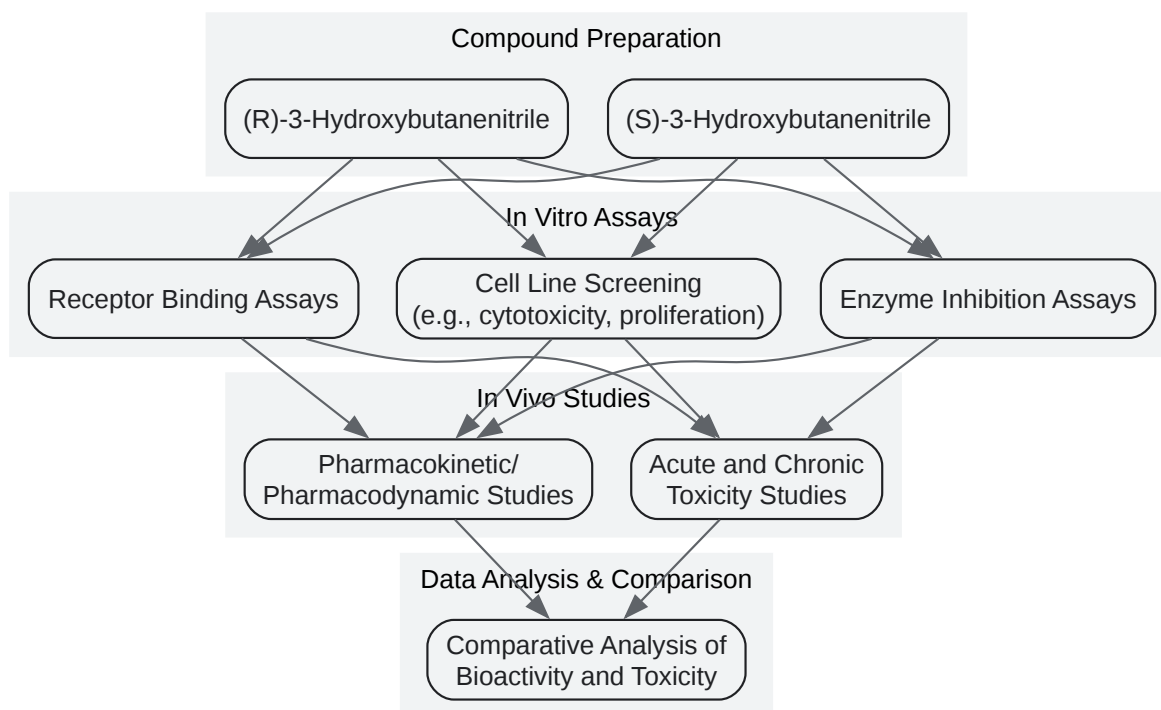 Compound Preparation
(R)-3-Hydroxybutanenitrile
(S)-3-Hydroxybutanenitrile
In Vitro Assays
Receptor Binding Assays
Cell Line Screening
(e.g., cytotoxicity, proliferation)
Enzyme Inhibition Assays
In Vivo Studies
Pharmacokinetic/
Pharmacodynamic Studies
Acute and Chronic
Toxicity Studies
Data Analysis & Comparison
Comparative Analysis of
Bioactivity and Toxicity